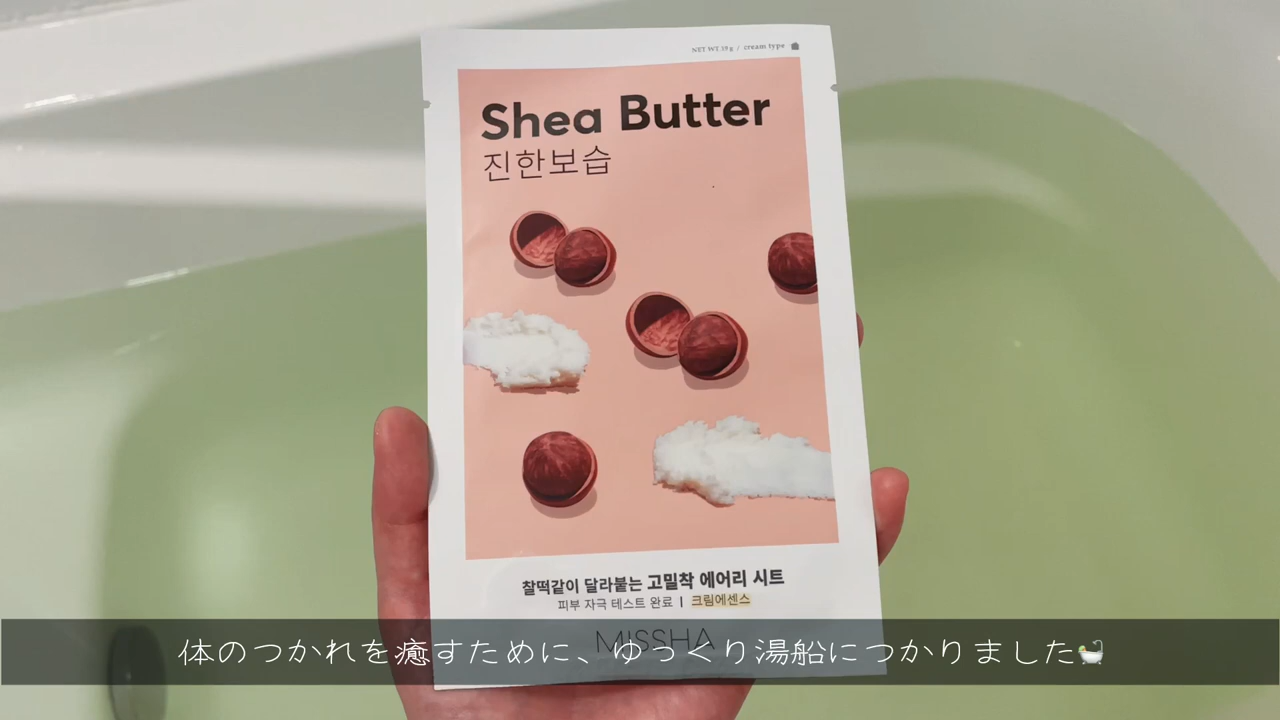 NET WT.19g / cream type
Shea Butter
진한보습
찰떡같이 달라붙는 고밀착 에어리 시트
피부 자극 테스트 완료 | 크림에센스
MISSHA
体のつかれを癒すために、ゆっくり湯船につかりました🛀